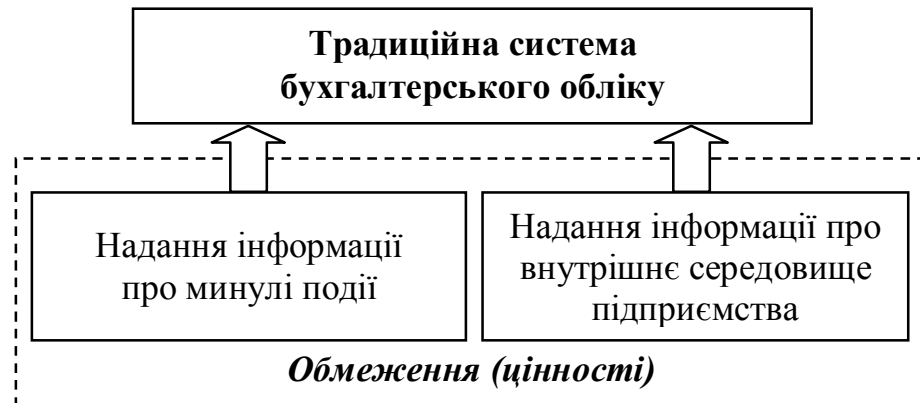 Традиційна система
бухгалтерського обліку
Надання інформації
про минулі події
Надання інформації про
внутрішнє середовище
підприємства
Обмеження (цінності)